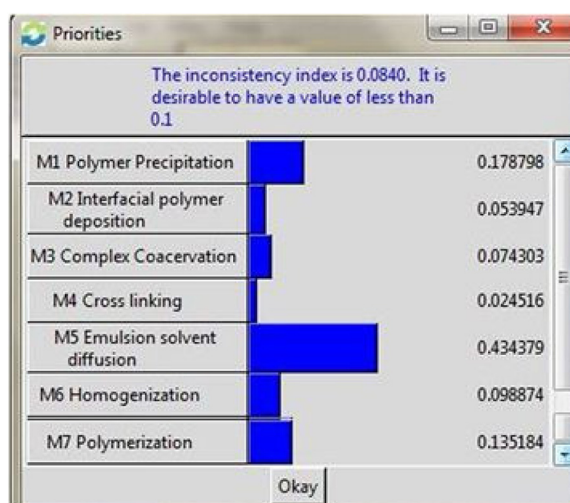 Priorities
The inconsistency index is 0.0840. It is
desirable to have a value of less than
0.1
M1 Polymer Precipitation 0.178798
M2 Interfacial polymer
deposition 0.053947
M3 Complex Coacervation 0.074303
M4 Cross linking 0.024516
M5 Emulsion solvent
diffusion 0.434379
M6 Homogenization 0.098874
M7 Polymerization 0.135184
Okay